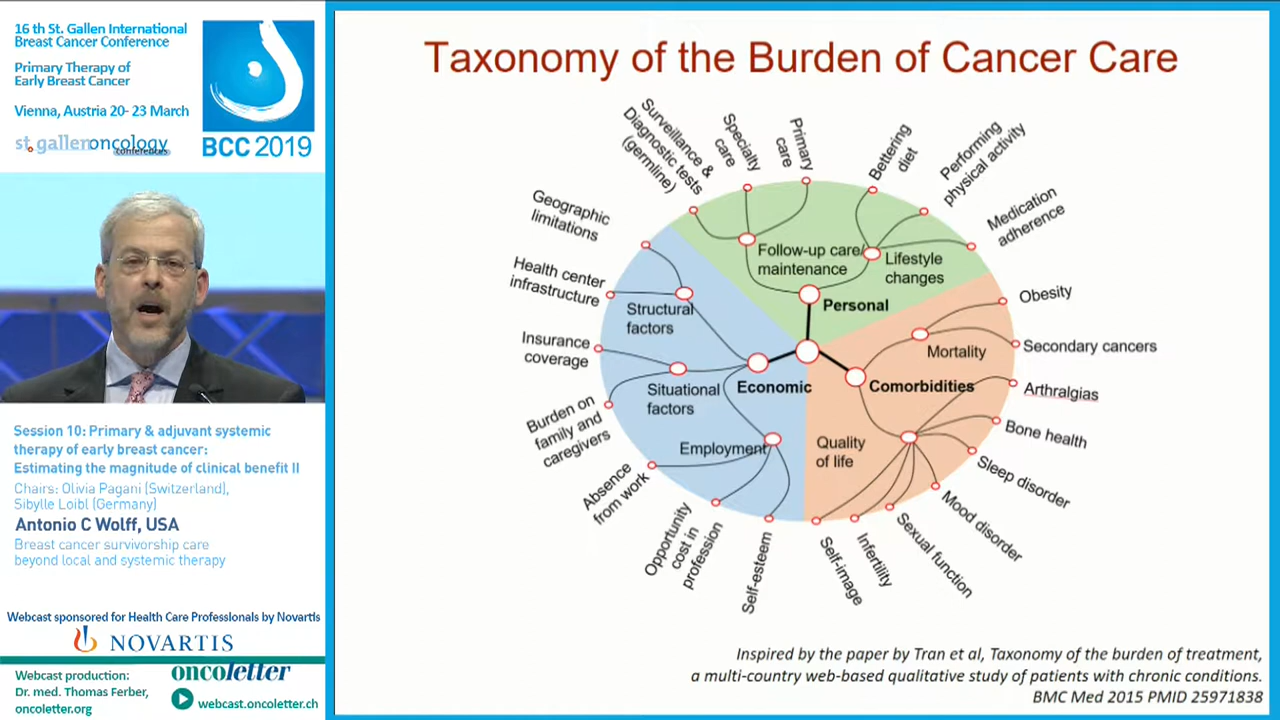 16 th St. Gallen International
Breast Cancer Conference
Primary Therapy of
Early Breast Cancer
Vienna, Austria 20- 23 March
st.gallenoncology
conferences
BCC 2019
Session 10: Primary & adjuvant systemic
therapy of early breast cancer:
Estimating the magnitude of clinical benefit II
Chairs: Olivia Pagani (Switzerland),
Sibylle Loibl (Germany)
Antonio C Wolff, USA
Breast cancer survivorship care
beyond local and systemic therapy
Webcast sponsored for Health Care Professionals by Novartis
NOVARTIS
Webcast production:
Dr. med. Thomas Ferber,
oncoletter.org
oncoletter
webcast.oncoletter.ch
Taxonomy of the Burden of Cancer Care
Surveillance &
Diagnostic tests
(germline)
Specialty
care
Primary
care
Bettering
diet
Performing
physical activity
Medication
adherence
Follow-up care/
maintenance
Lifestyle
changes
Personal
Geographic
limitations
Health center
infrastructure
Structural
factors
Insurance
coverage
Burden on
family and
caregivers
Situational
factors
Economic
Employment
Absence
from work
Opportunity
cost in
profession
Self-esteem
Comorbidities
Mortality
Obesity
Secondary cancers
Quality
of life
Arthralgias
Bone health
Sleep disorder
Mood disorder
Sexual function
Infertility
Self-image
Inspired by the paper by Tran et al, Taxonomy of the burden of treatment,
a multi-country web-based qualitative study of patients with chronic conditions.
BMC Med 2015 PMID 25971838